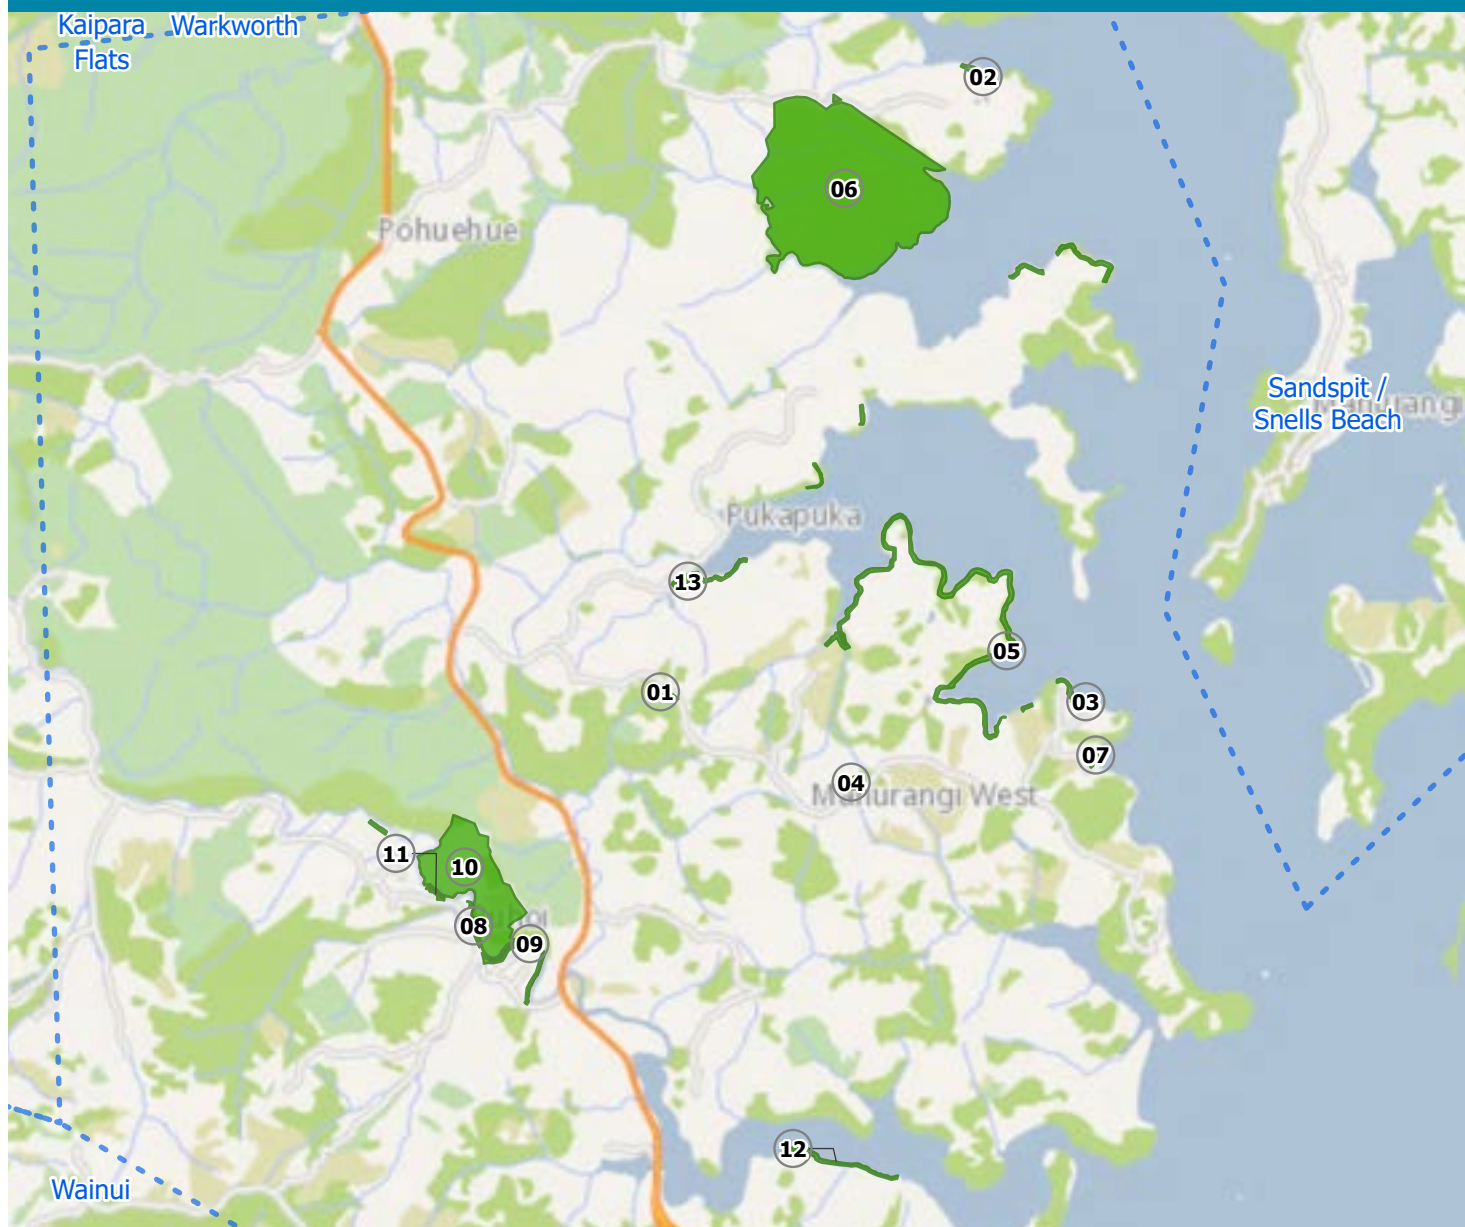 Kaipara Warkworth
Flats
02
06
Pōhuehue
Sandspit /
Snells Beach
Pukapuka
13
05
01
03
07
04
Mahurangi West
11
10
08
09
12
Wainui